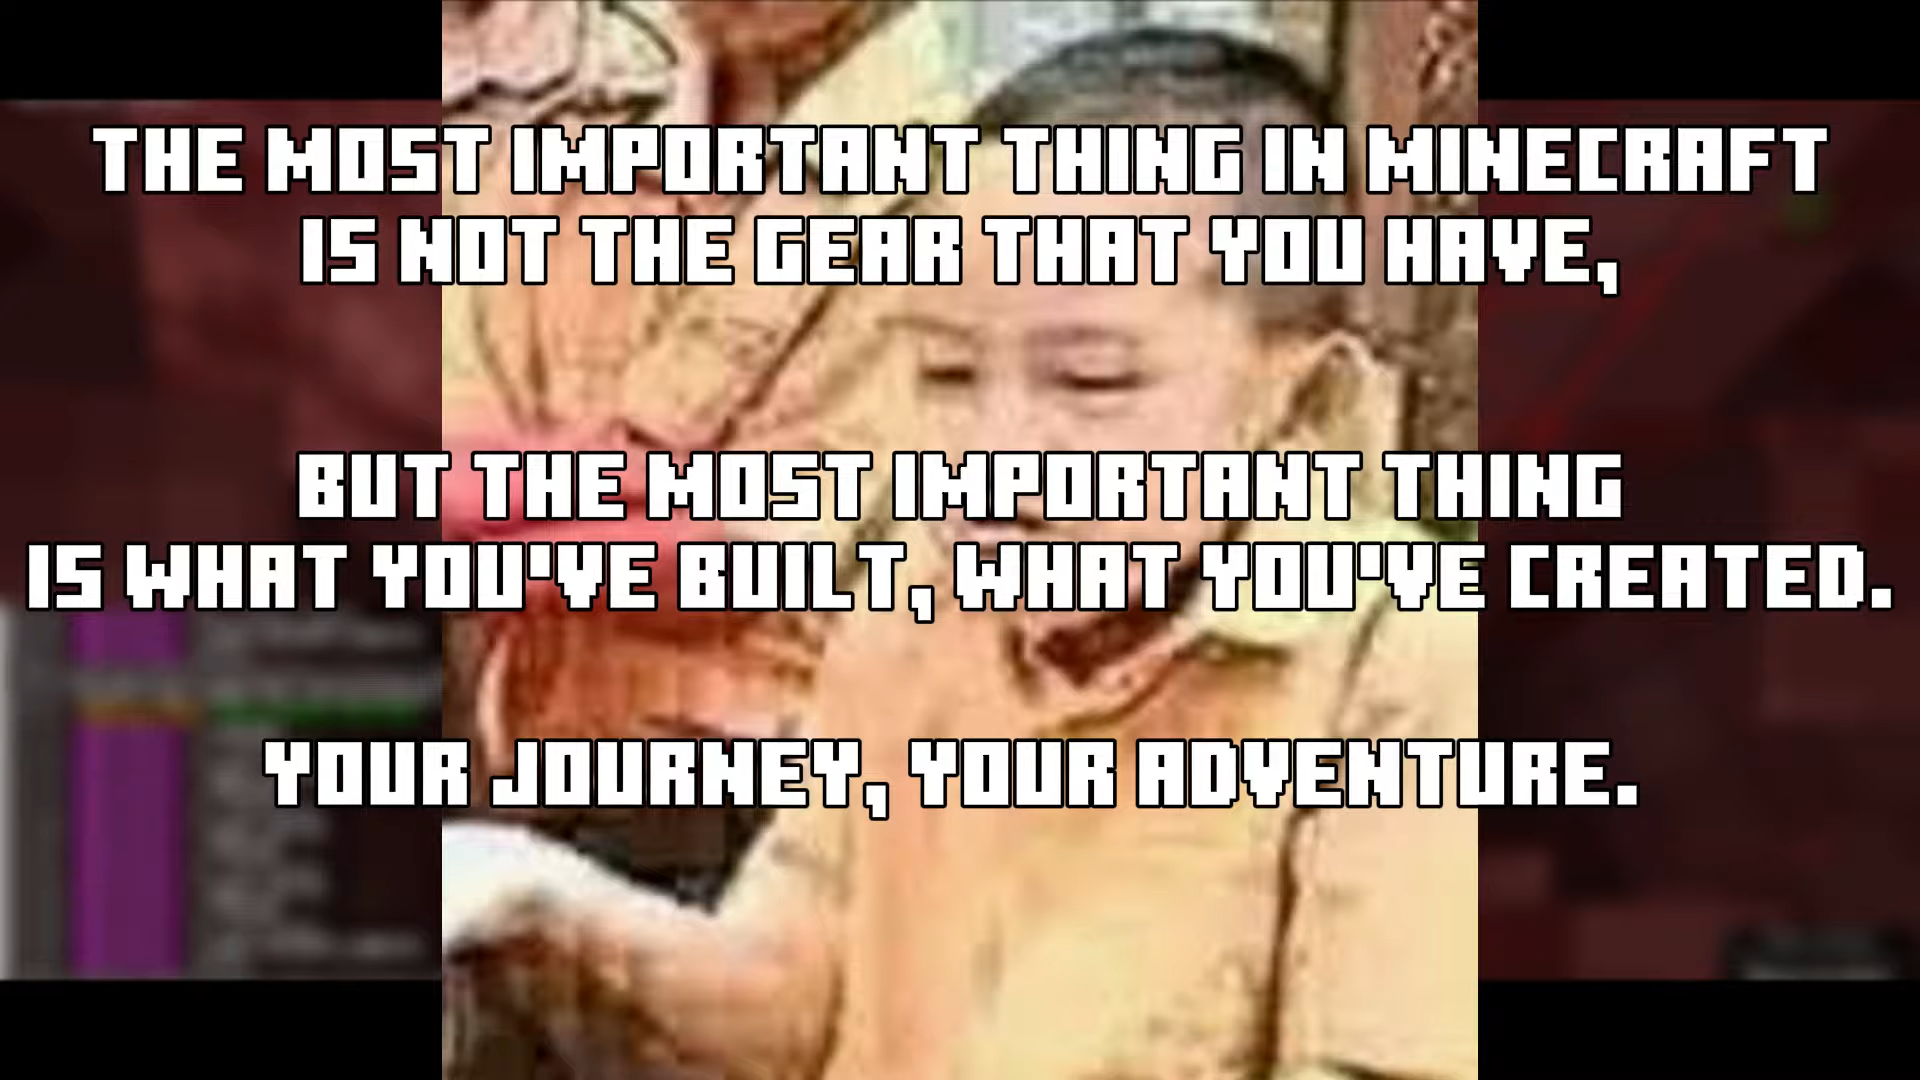 THE MOST IMPORTANT THING IN MINECRAFT
IS NOT THE GEAR THAT YOU HAVE,
BUT THE MOST IMPORTANT THING
IS WHAT YOU'VE BUILT, WHAT YOU'VE CREATED.
YOUR JOURNEY, YOUR ADVENTURE.